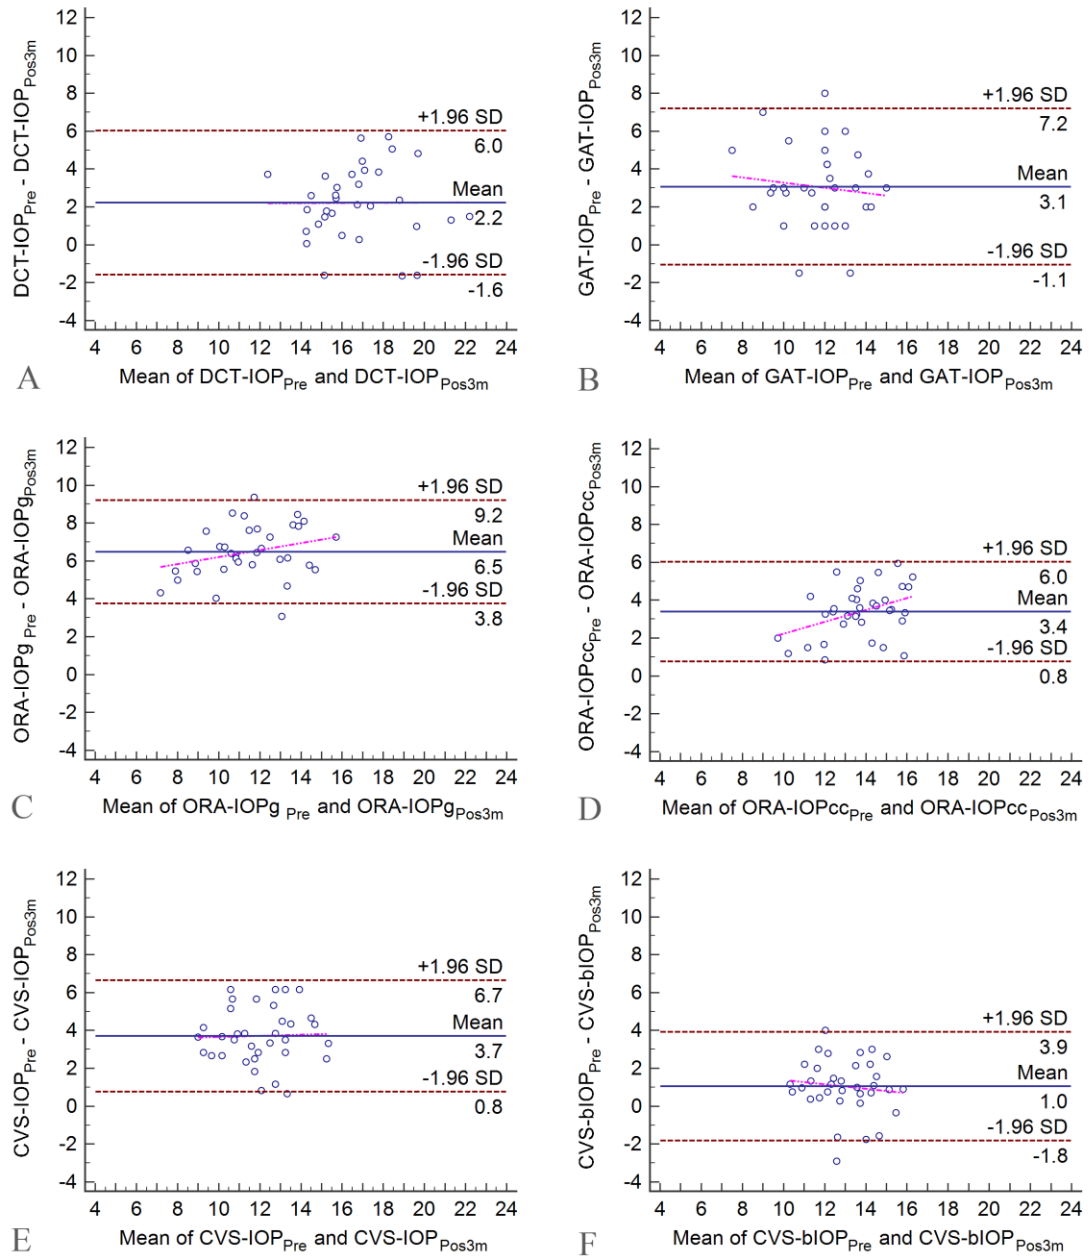 12
10
8
6
4
2
0
-2
-4
DCT-IOPPre - DCT-IOPPos3m
+1.96 SD
6.0
Mean
2.2
-1.96 SD
-1.6
4 6 8 10 12 14 16 18 20 22 24
Mean of DCT-IOPPre and DCT-IOPPos3m
A
12
10
8
6
4
2
0
-2
-4
GAT-IOPPre - GAT-IOPPos3m
+1.96 SD
7.2
Mean
3.1
-1.96 SD
-1.1
4 6 8 10 12 14 16 18 20 22 24
Mean of GAT-IOPPre and GAT-IOPPos3m
B
12
10
8
6
4
2
0
-2
-4
ORA-IOPg Pre - ORA-IOPgPos3m
+1.96 SD
9.2
Mean
6.5
-1.96 SD
3.8
4 6 8 10 12 14 16 18 20 22 24
Mean of ORA-IOPg Pre and ORA-IOPgPos3m
C
12
10
8
6
4
2
0
-2
-4
ORA-IOPccPre - ORA-IOPccPos3m
+1.96 SD
6.0
Mean
3.4
-1.96 SD
0.8
4 6 8 10 12 14 16 18 20 22 24
Mean of ORA-IOPccPre and ORA-IOPccPos3m
D
12
10
8
6
4
2
0
-2
-4
CVS-IOPPre - CVS-IOPPos3m
+1.96 SD
6.7
Mean
3.7
-1.96 SD
0.8
4 6 8 10 12 14 16 18 20 22 24
Mean of CVS-IOPPre and CVS-IOPPos3m
E
12
10
8
6
4
2
0
-2
-4
CVS-bIOPPre - CVS-bIOPPos3m
+1.96 SD
3.9
Mean
1.0
-1.96 SD
-1.8
4 6 8 10 12 14 16 18 20 22 24
Mean of CVS-bIOPPre and CVS-bIOPPos3m
F